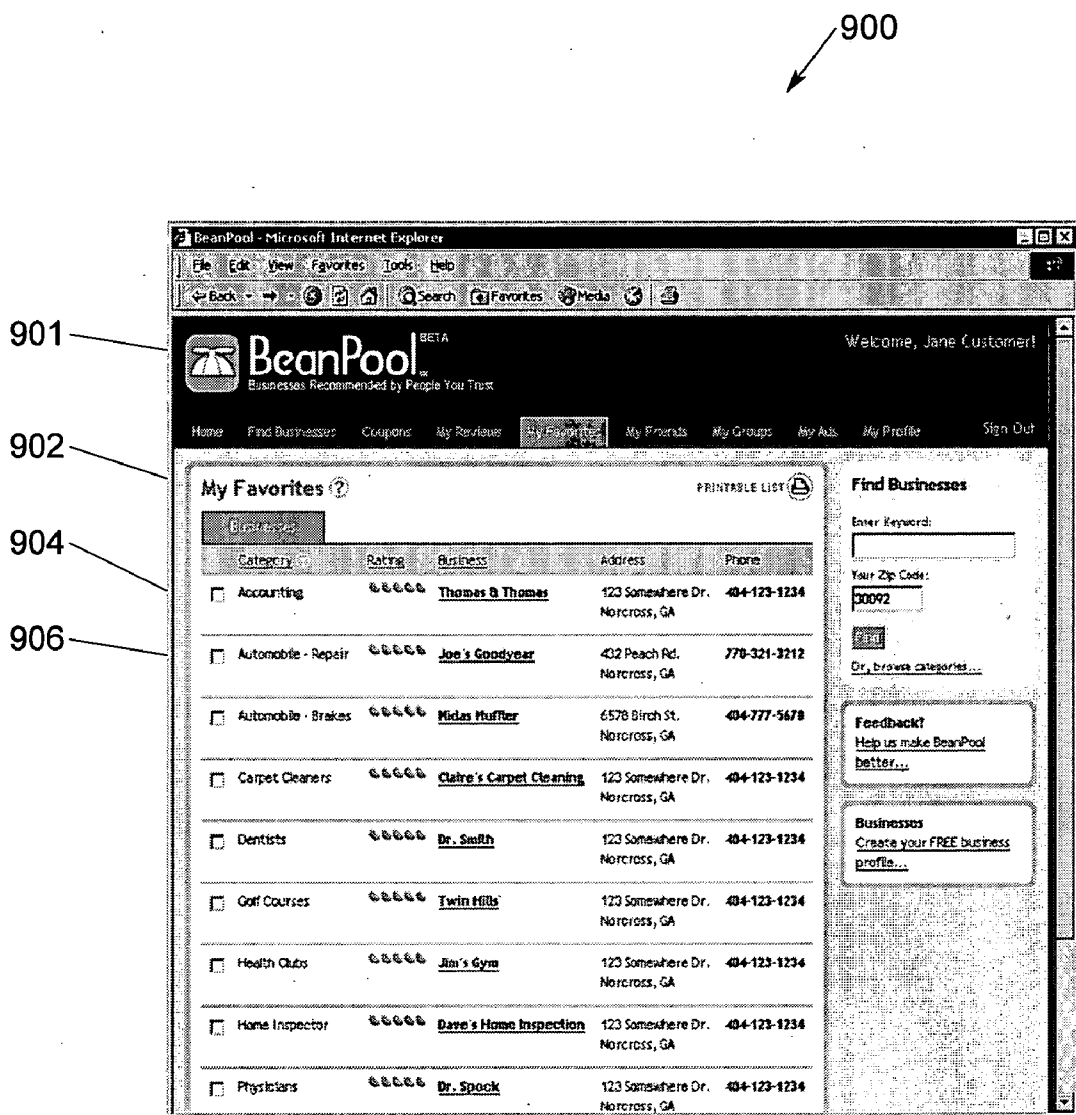 900
BeanPool - Microsoft Internet Explorer
File Edit View Favorites Tools Help
Back Search Favorites Media
901
BeanPool BETA
Businesses Recommended by People You Trust
Welcome, Jane Customer!
Home Find Businesses Coupons My Reviews My Favorites My Friends My Groups My Ads My Profile Sign Out
902
My Favorites ?
PRINTABLE LIST
Businesses
904
Category Rating Business Address Phone
Accounting Thomas & Thomas 123 Somewhere Dr. 404-123-1234
Norcross, GA
906
Automobile - Repair Joe's Goodyear 432 Peach Rd. 770-321-3212
Norcross, GA
Automobile - Brakes Midas Muffler 6578 Birch St. 404-777-5678
Norcross, GA
Carpet Cleaners Claire's Carpet Cleaning 123 Somewhere Dr. 404-123-1234
Norcross, GA
Dentists Dr. Smith 123 Somewhere Dr. 404-123-1234
Norcross, GA
Golf Courses Twin Hills 123 Somewhere Dr. 404-123-1234
Norcross, GA
Health Clubs Jim's Gym 123 Somewhere Dr. 404-123-1234
Norcross, GA
Home Inspector Dave's Home Inspection 123 Somewhere Dr. 404-123-1234
Norcross, GA
Physicians Dr. Spock 123 Somewhere Dr. 404-123-1234
Norcross, GA
Find Businesses
Enter Keyword:
Your Zip Code:
30092
Or, browse categories...
Feedback?
Help us make BeanPool
better...
Businesses
Create your FREE business
profile...